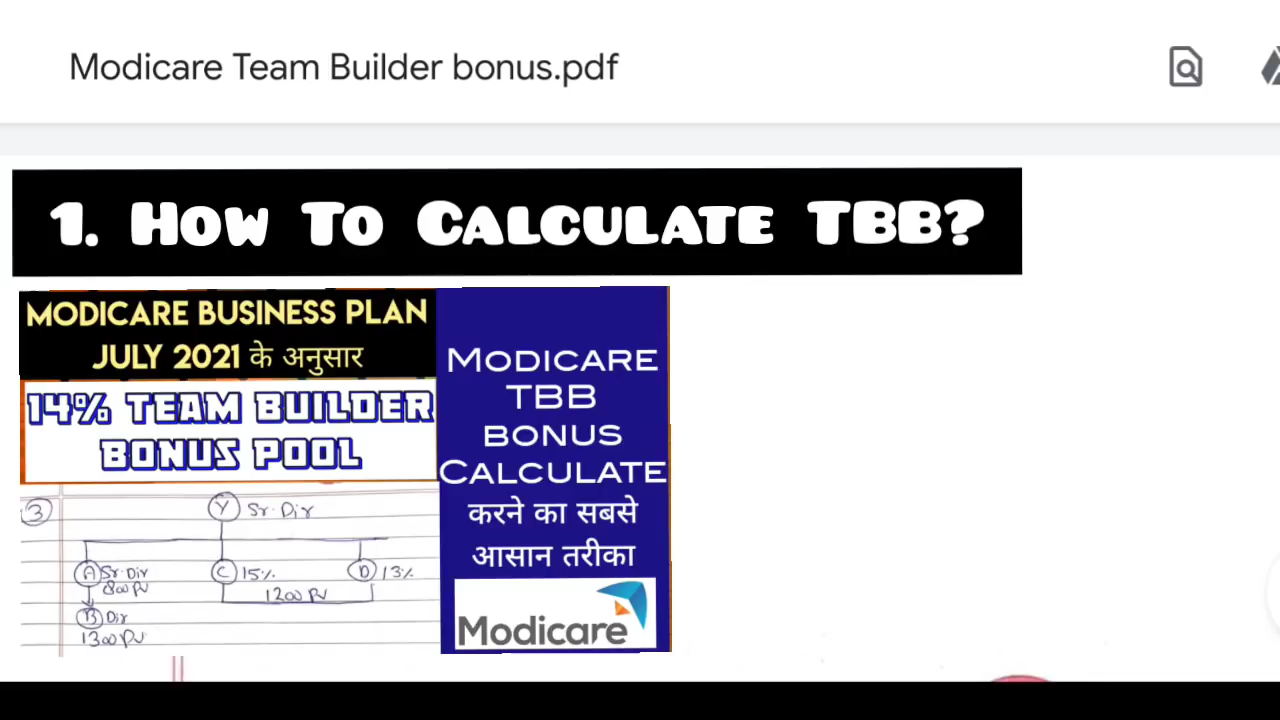 Modicare Team Builder bonus.pdf
1. HOW TO CALCULATE TBB?
MODICARE BUSINESS PLAN
JULY 2021 के अनुसार
14% TEAM BUILDER
BONUS POOL
3
Y Sr. Dir
A Sr. Dir
800 PV
C 15%
D 13%
1200 PV
B Dir
1300 PV
MODICARE
TBB
BONUS
CALCULATE
करने का सबसे
आसान तरीका
Modicare